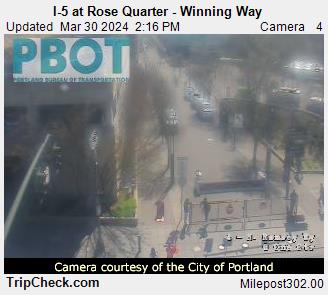 I-5 at Rose Quarter - Winning Way
Updated Mar 30 2024 2:16 PM Camera 4
PBOT
PORTLAND BUREAU OF TRANSPORTATION
Camera courtesy of the City of Portland
TripCheck.com Milepost302.00